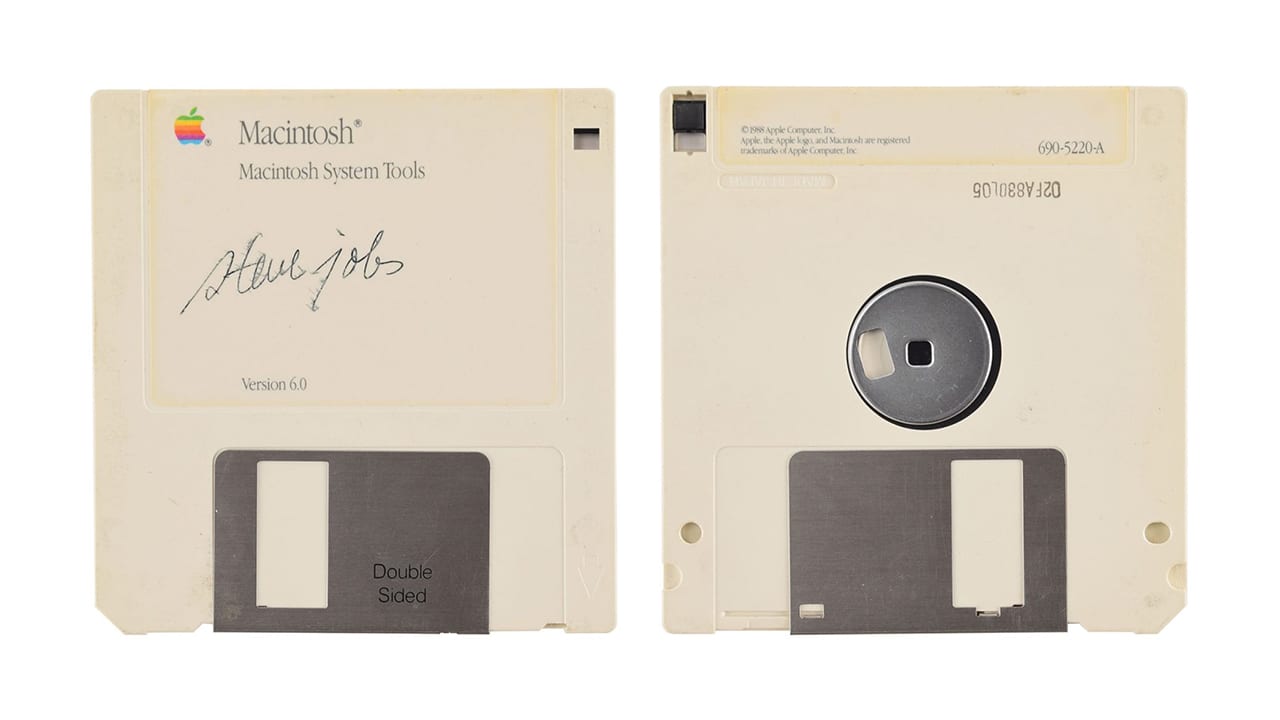 Macintosh®
Macintosh System Tools
steve jobs
Version 6.0
Double
Sided
© 1988 Apple Computer, Inc.
Apple, the Apple logo, and Macintosh are registered
trademarks of Apple Computer, Inc.
690-5220-A
02FA880L05